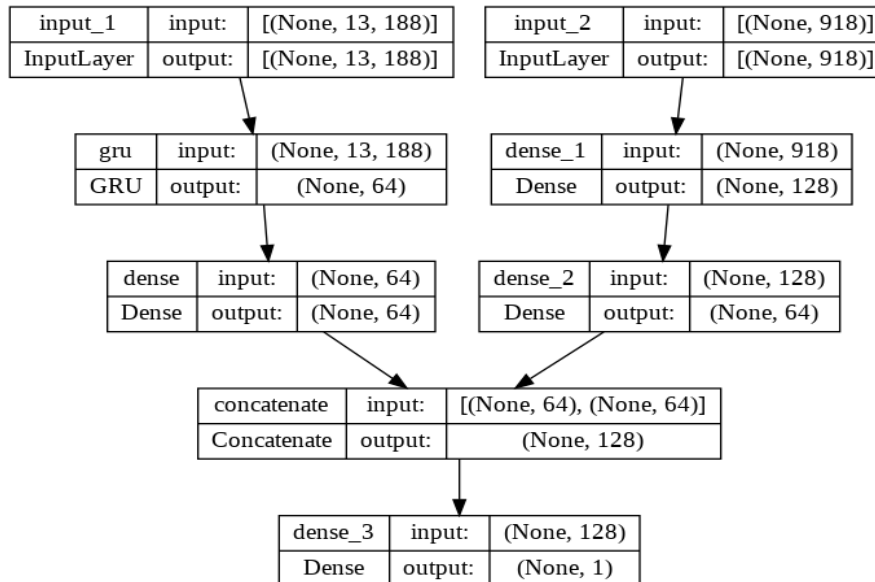 input_1 input: [(None, 13, 188)]
InputLayer output: [(None, 13, 188)]
input_2 input: [(None, 918)]
InputLayer output: [(None, 918)]
gru input: (None, 13, 188)
GRU output: (None, 64)
dense_1 input: (None, 918)
Dense output: (None, 128)
dense input: (None, 64)
Dense output: (None, 64)
dense_2 input: (None, 128)
Dense output: (None, 64)
concatenate input: [(None, 64), (None, 64)]
Concatenate output: (None, 128)
dense_3 input: (None, 128)
Dense output: (None, 1)